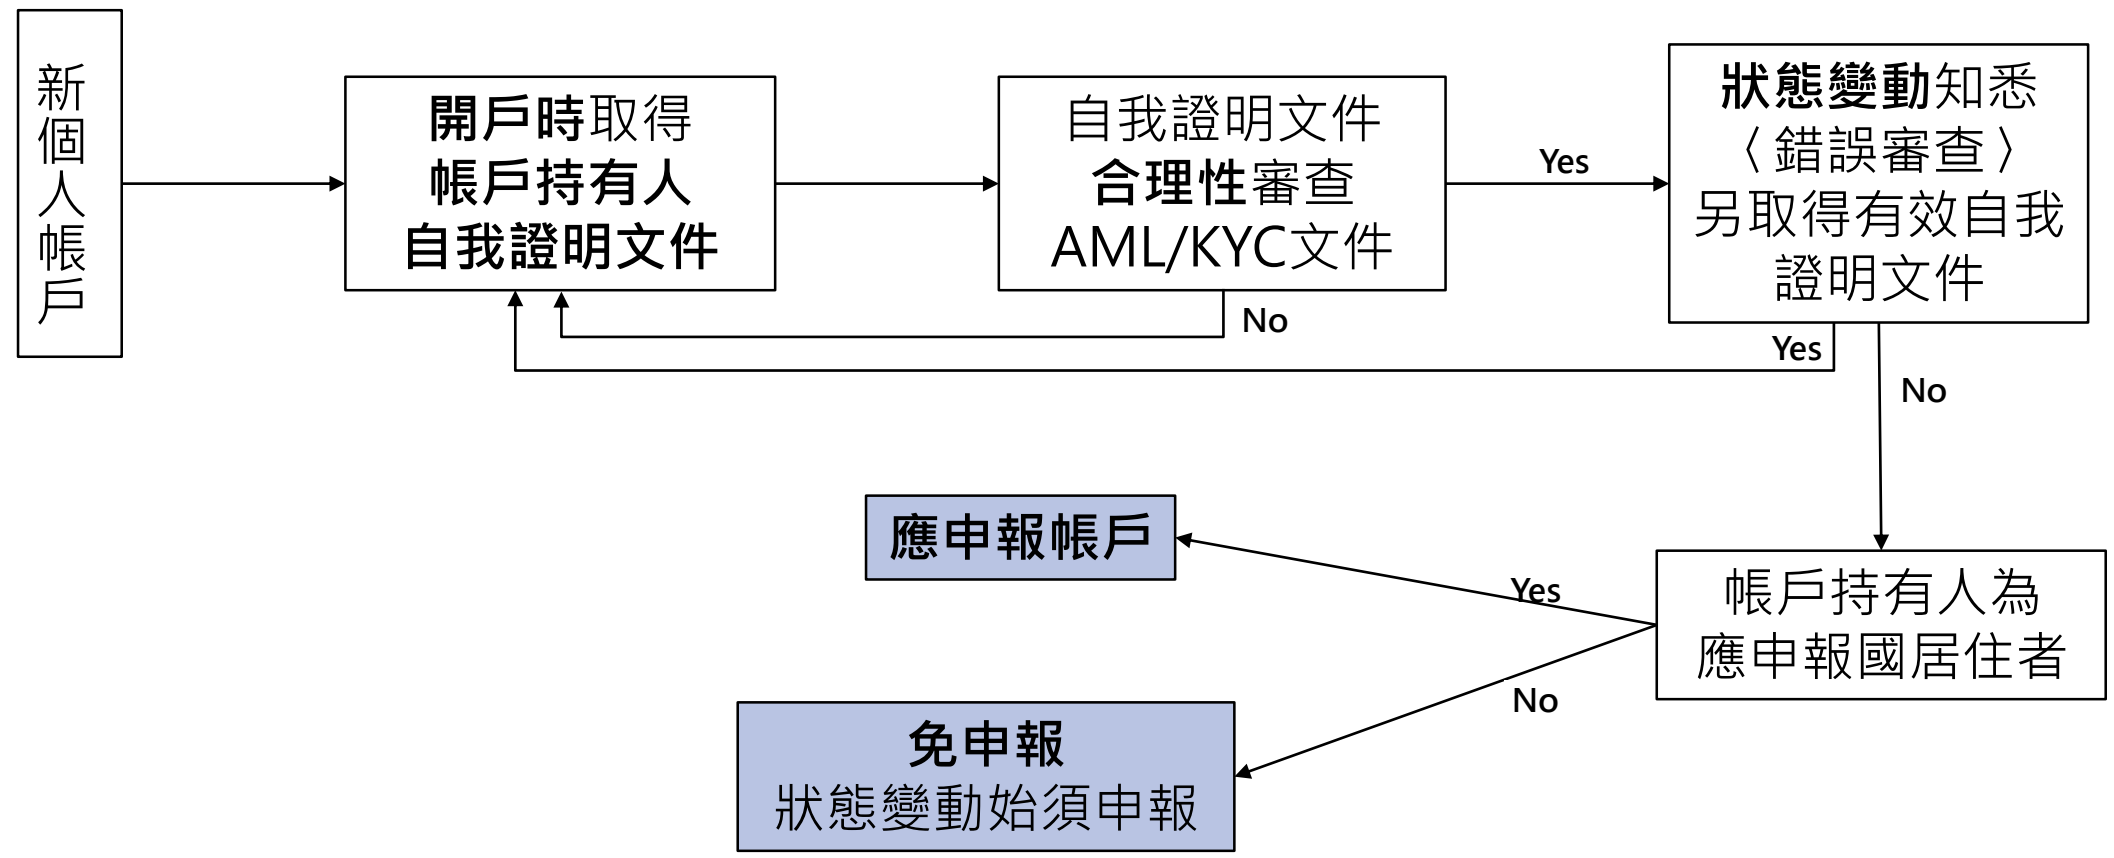 新個人帳戶
開戶時取得
帳戶持有人
自我證明文件
自我證明文件
合理性審查
AML/KYC文件
Yes
狀態變動知悉
〈錯誤審查〉
另取得有效自我
證明文件
No
Yes
No
應申報帳戶
Yes
帳戶持有人為
應申報國居住者
No
免申報
狀態變動始須申報